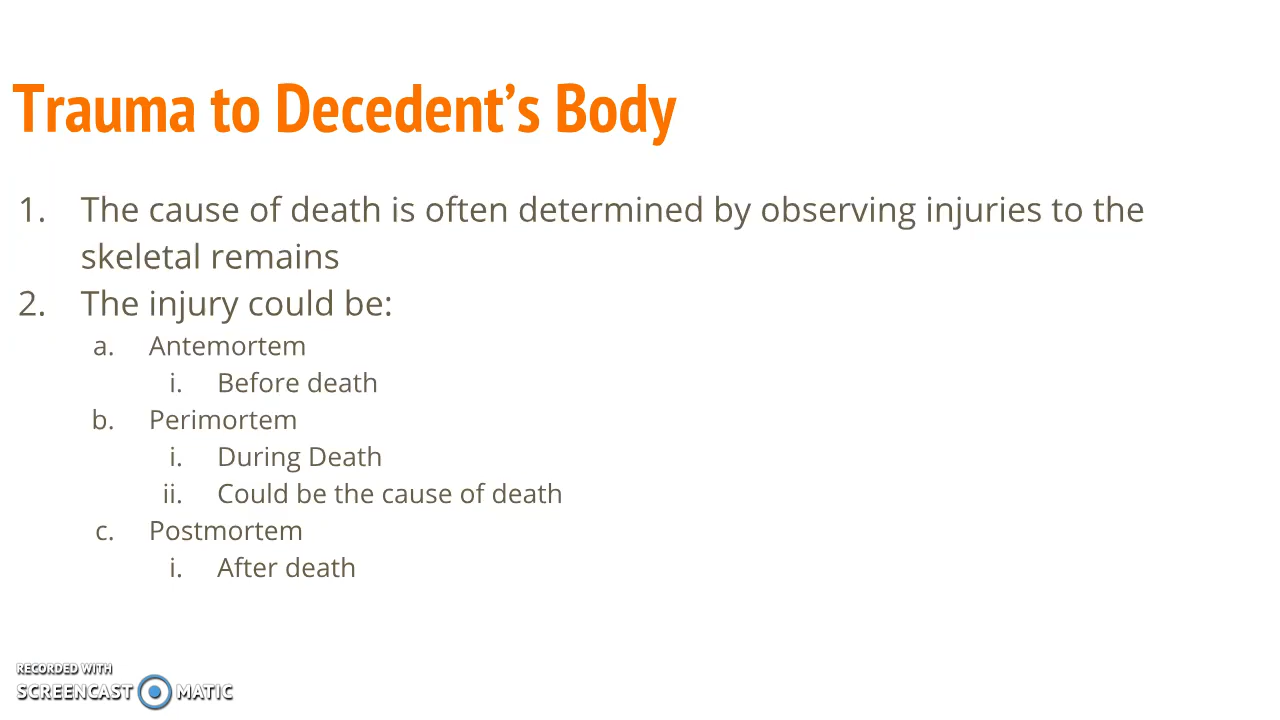 Trauma to Decedent’s Body
1. The cause of death is often determined by observing injuries to the
skeletal remains
2. The injury could be:
a. Antemortem
i. Before death
b. Perimortem
i. During Death
ii. Could be the cause of death
c. Postmortem
i. After death
RECORDED WITH
SCREENCAST MATIC